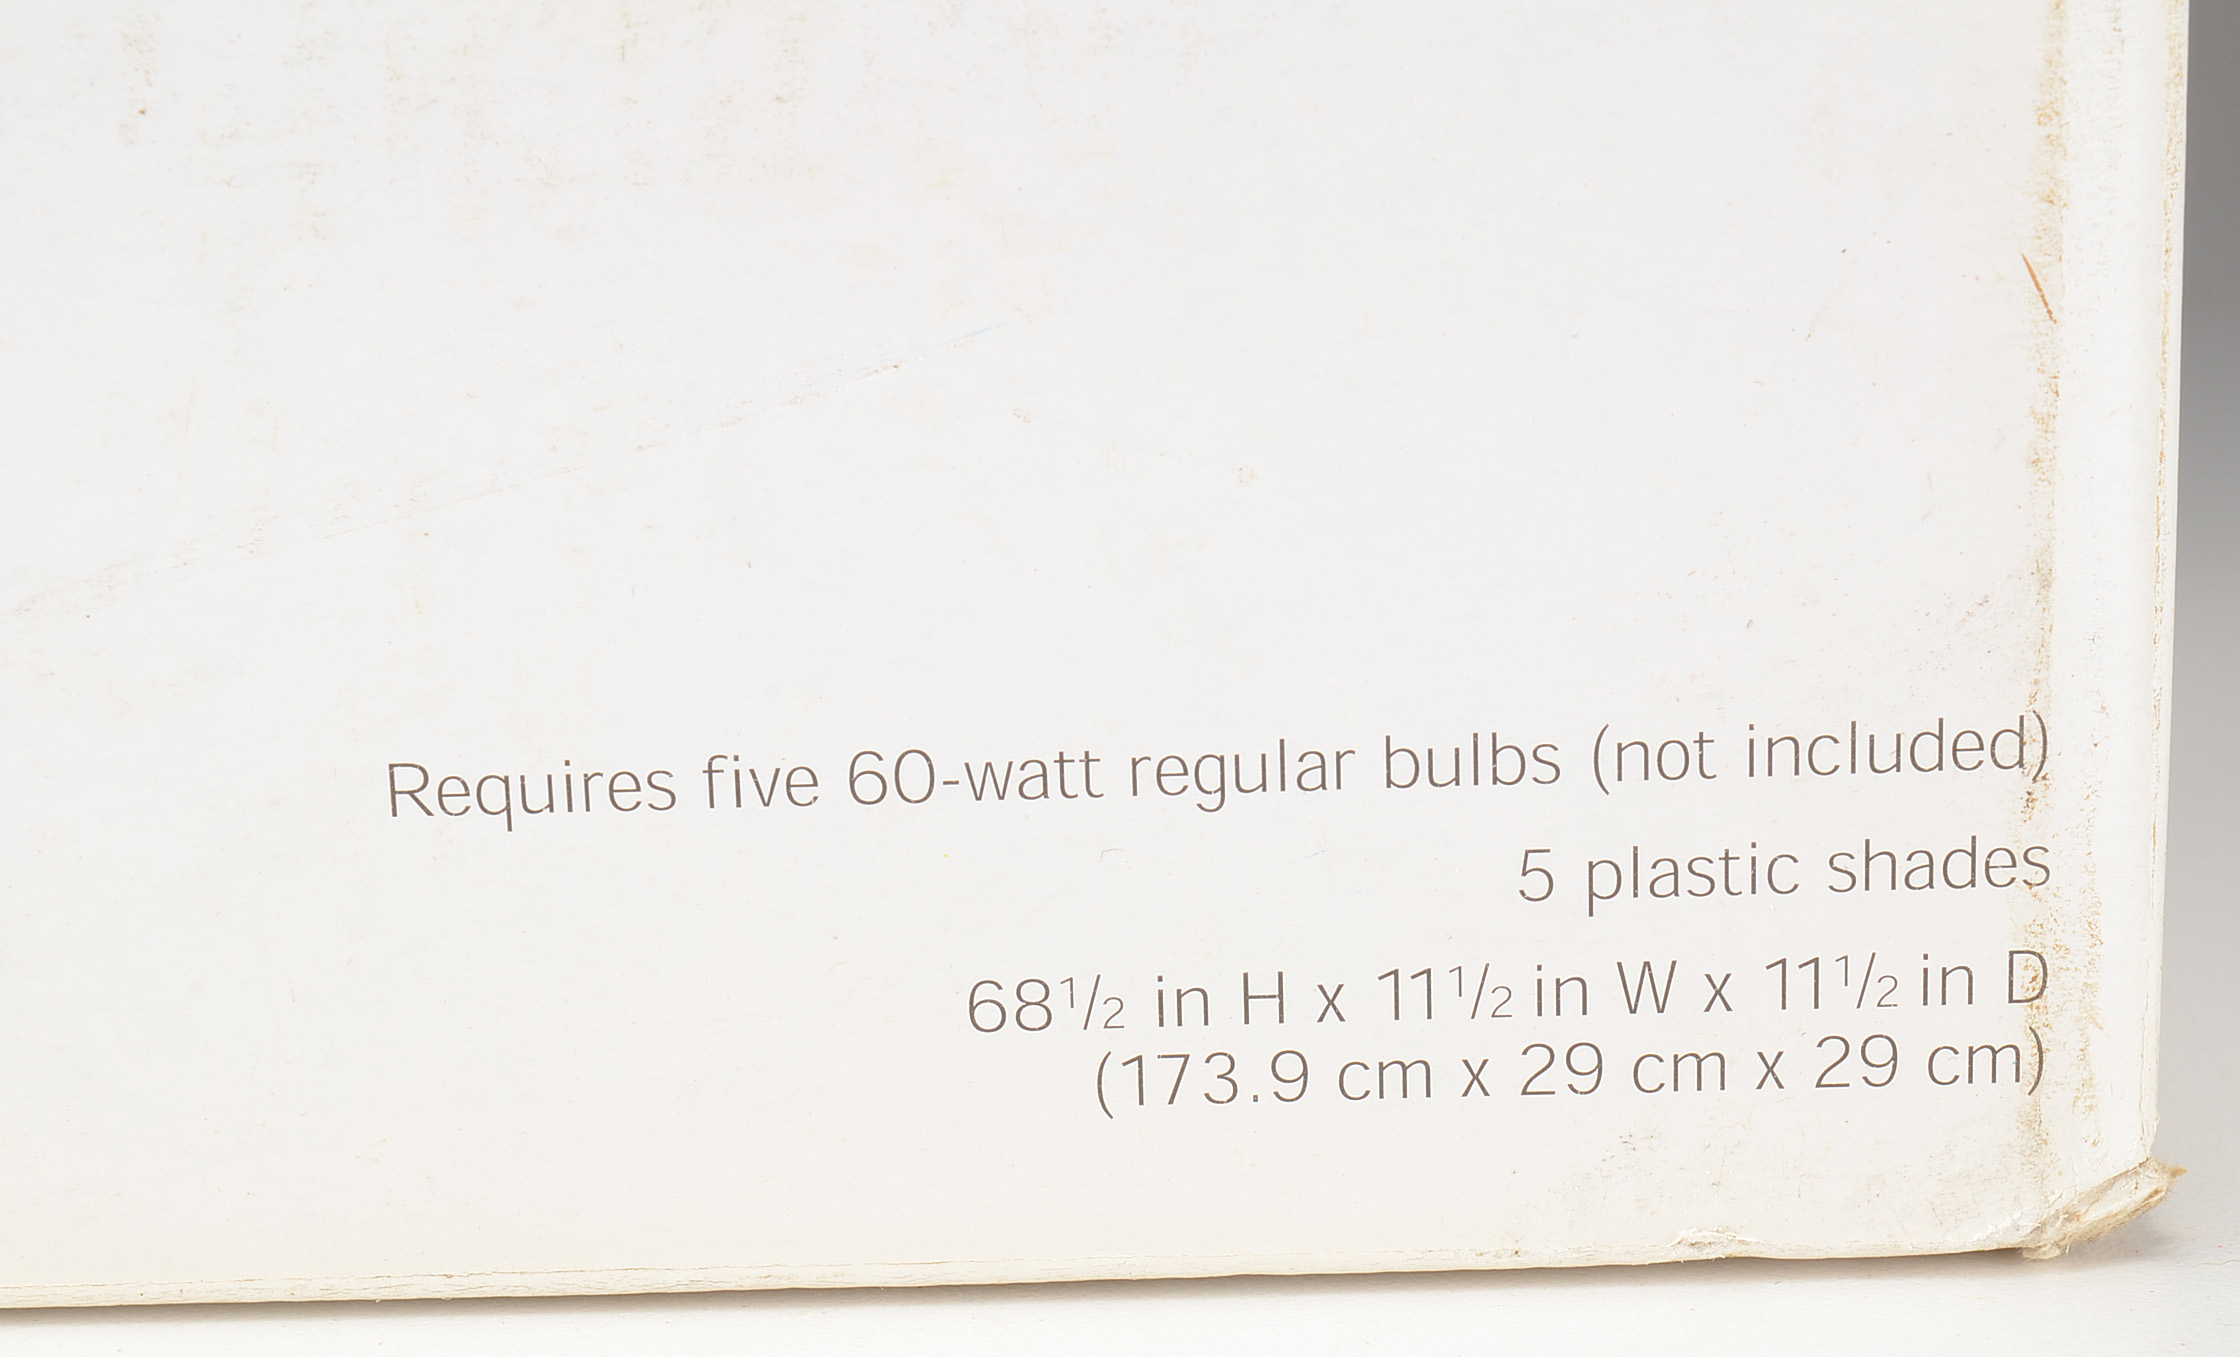 Requires five 60-watt regular bulbs (not included)
5 plastic shades
68¹/₂ in H x 11¹/₂ in W x 11¹/₂ in D
(173.9 cm x 29 cm x 29 cm)